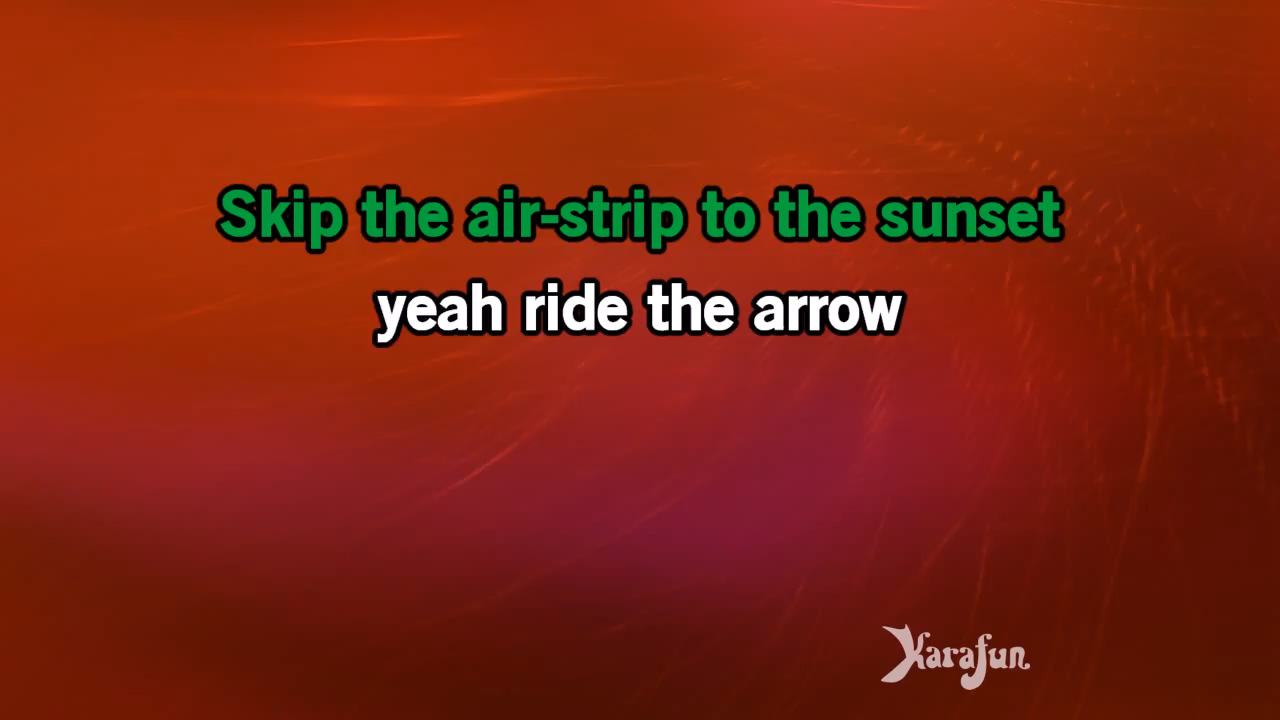 Skip the air-strip to the sunset
yeah ride the arrow
Karafun